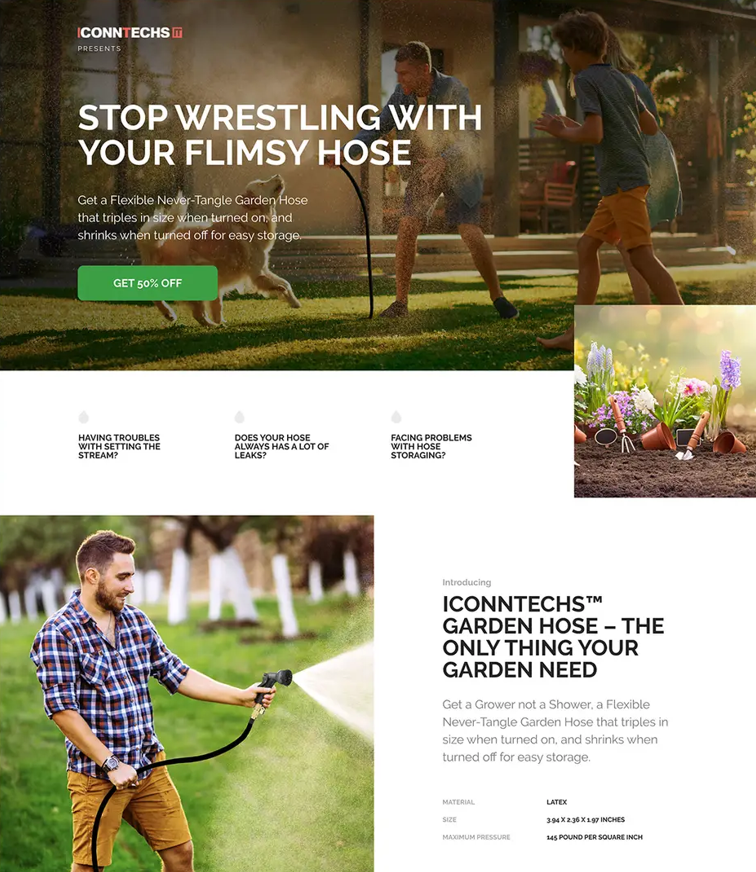 ICONNTECHS IT
PRESENTS
STOP WRESTLING WITH
YOUR FLIMSY HOSE
Get a Flexible Never-Tangle Garden Hose
that triples in size when turned on, and
shrinks when turned off for easy storage.
GET 50% OFF
HAVING TROUBLES
WITH SETTING THE
STREAM?
DOES YOUR HOSE
ALWAYS HAS A LOT OF
LEAKS?
FACING PROBLEMS
WITH HOSE
STORAGING?
Introducing
ICONNTECHS™
GARDEN HOSE – THE
ONLY THING YOUR
GARDEN NEED
Get a Grower not a Shower, a Flexible
Never-Tangle Garden Hose that triples in
size when turned on, and shrinks when
turned off for easy storage.
MATERIAL LATEX
SIZE 3.94 X 2.36 X 1.97 INCHES
MAXIMUM PRESSURE 145 POUND PER SQUARE INCH